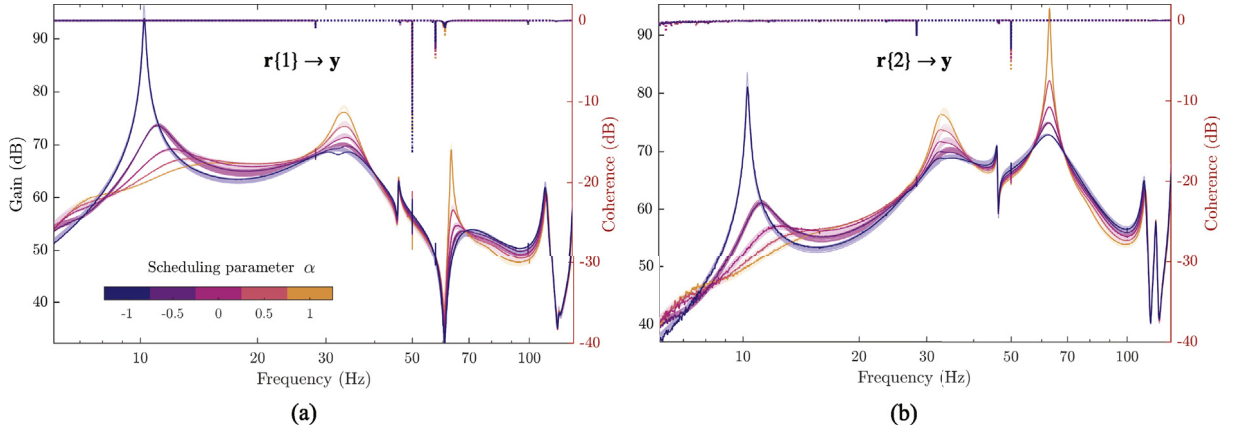 90
80
70
60
50
40
Gain (dB)
r{1} → y
0
-10
-20
-30
-40
Coherence (dB)
Scheduling parameter α
-1 -0.5 0 0.5 1
10 20 30 50 70 100
Frequency (Hz)
(a)
90
80
70
60
50
40
r{2} → y
0
-10
-20
-30
-40
Coherence (dB)
10 20 30 50 70 100
Frequency (Hz)
(b)